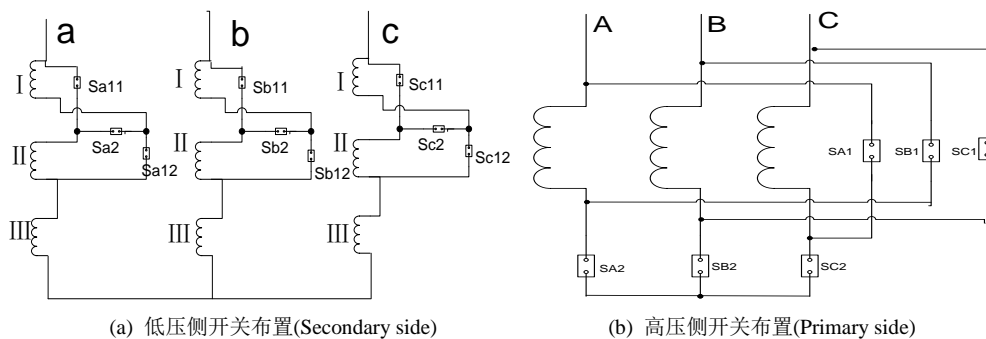 a
b
c
I
I
I
Sa11
Sb11
Sc11
II
II
II
Sa2
Sb2
Sc2
Sa12
Sb12
Sc12
III
III
III
A
B
C
SA1
SB1
SC1
SA2
SB2
SC2
(a) 低压侧开关布置(Secondary side)
(b) 高压侧开关布置(Primary side)